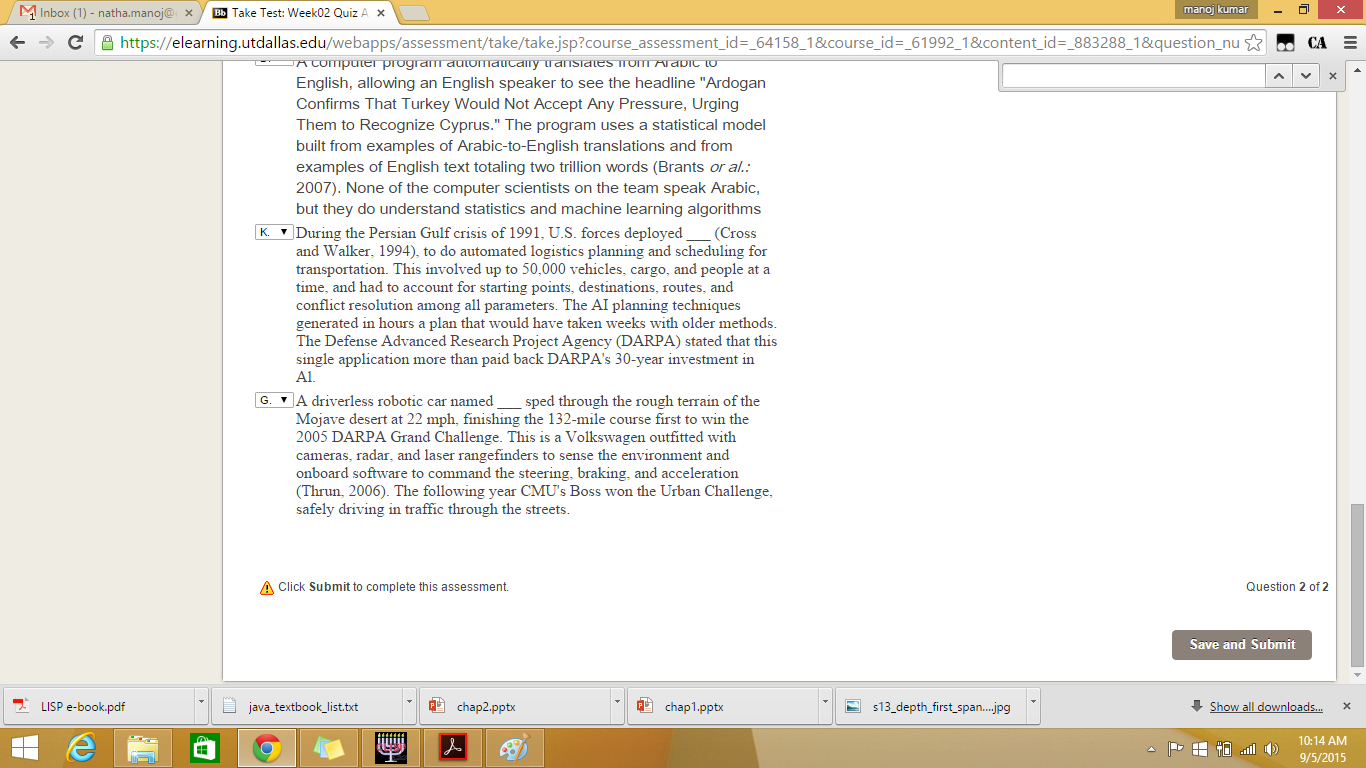 Inbox (1) - natha.manoj@
Bb Take Test: Week02 Quiz A
manoj kumar
https://elearning.utdallas.edu/webapps/assessment/take/take.jsp?course_assessment_id=_64158_1&course_id=_61992_1&content_id=_883288_1&question_nu
CA
A computer program automatically translates from Arabic to
English, allowing an English speaker to see the headline "Ardogan
Confirms That Turkey Would Not Accept Any Pressure, Urging
Them to Recognize Cyprus." The program uses a statistical model
built from examples of Arabic-to-English translations and from
examples of English text totaling two trillion words (Brants or al.:
2007). None of the computer scientists on the team speak Arabic,
but they do understand statistics and machine learning algorithms
K. During the Persian Gulf crisis of 1991, U.S. forces deployed ___ (Cross
and Walker, 1994), to do automated logistics planning and scheduling for
transportation. This involved up to 50,000 vehicles, cargo, and people at a
time, and had to account for starting points, destinations, routes, and
conflict resolution among all parameters. The AI planning techniques
generated in hours a plan that would have taken weeks with older methods.
The Defense Advanced Research Project Agency (DARPA) stated that this
single application more than paid back DARPA's 30-year investment in
Al.
G. A driverless robotic car named ___ sped through the rough terrain of the
Mojave desert at 22 mph, finishing the 132-mile course first to win the
2005 DARPA Grand Challenge. This is a Volkswagen outfitted with
cameras, radar, and laser rangefinders to sense the environment and
onboard software to command the steering, braking, and acceleration
(Thrun, 2006). The following year CMU's Boss won the Urban Challenge,
safely driving in traffic through the streets.
Click Submit to complete this assessment.
Question 2 of 2
Save and Submit
LISP e-book.pdf
java_textbook_list.txt
chap2.pptx
chap1.pptx
s13_depth_first_span....jpg
Show all downloads...
10:14 AM
9/5/2015